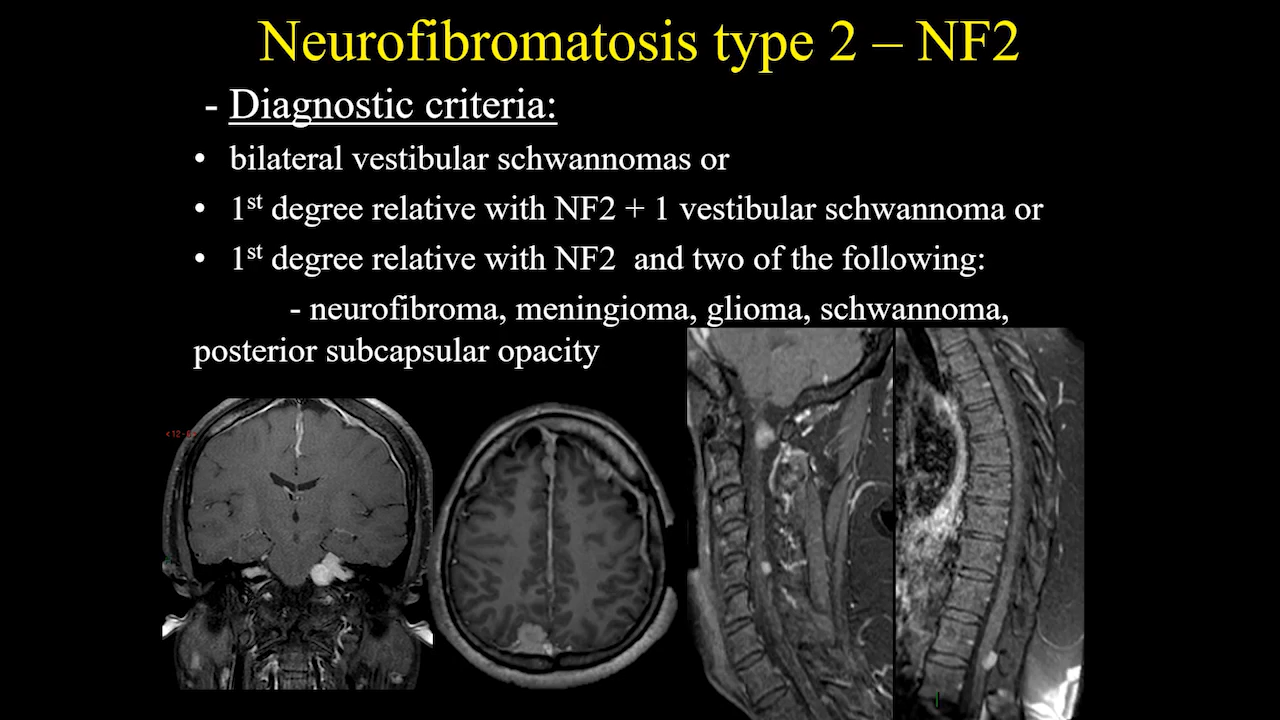 Neurofibromatosis type 2 – NF2
- Diagnostic criteria:
• bilateral vestibular schwannomas or
• 1st degree relative with NF2 + 1 vestibular schwannoma or
• 1st degree relative with NF2 and two of the following:
- neurofibroma, meningioma, glioma, schwannoma,
posterior subcapsular opacity